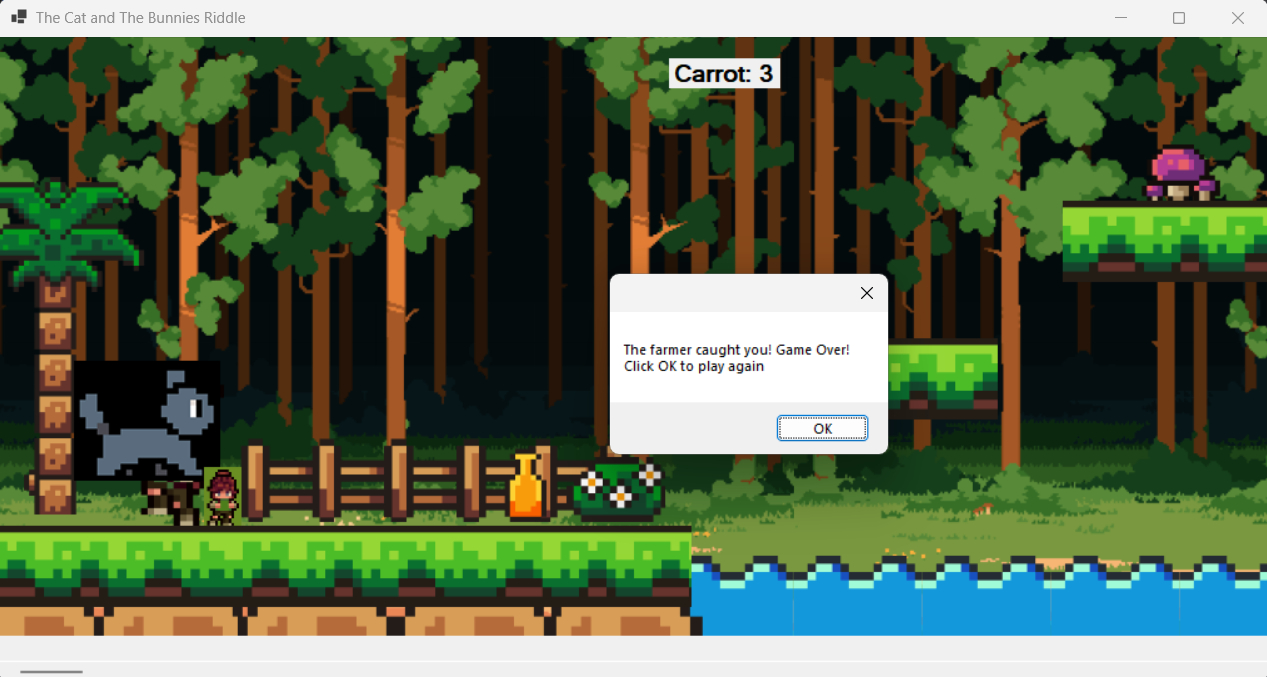 The Cat and The Bunnies Riddle
Carrot: 3
The farmer caught you! Game Over!
Click OK to play again
OK